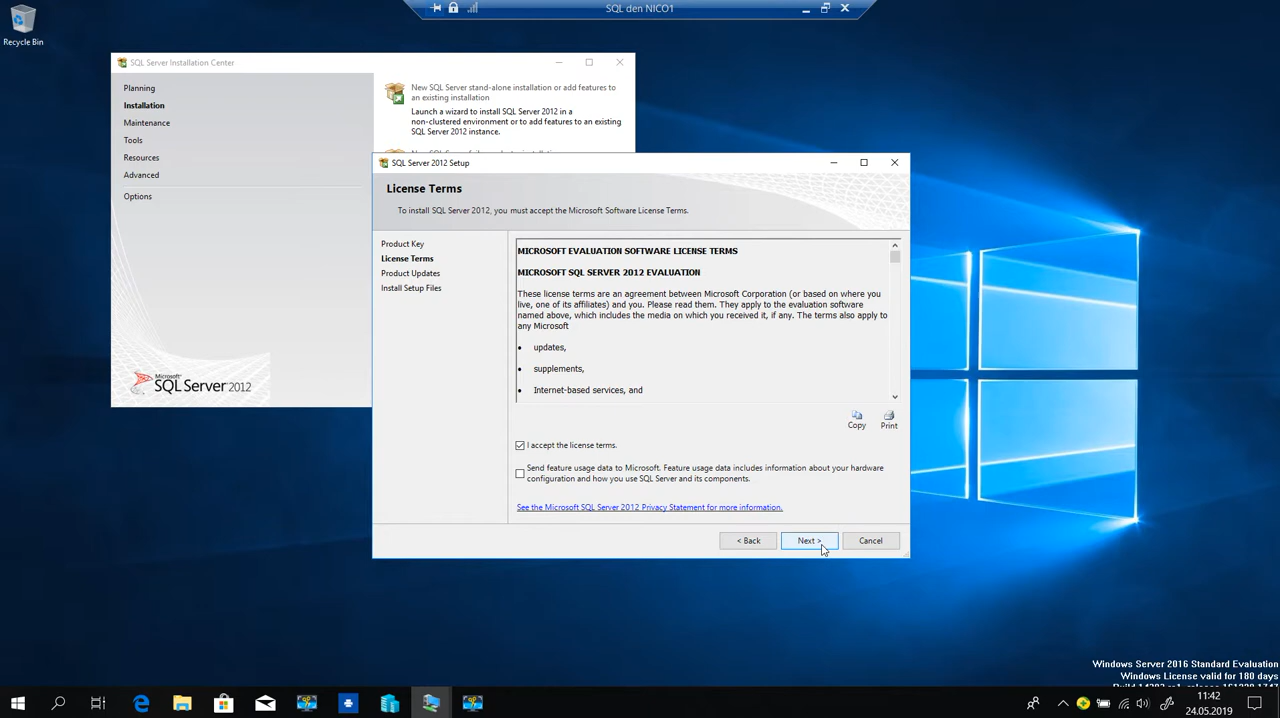 SQL den NICO1
Recycle Bin
SQL Server Installation Center
Planning
Installation
Maintenance
Tools
Resources
Advanced
Options
New SQL Server stand-alone installation or add features to
an existing installation
Launch a wizard to install SQL Server 2012 in a
non-clustered environment or to add features to an existing
SQL Server 2012 instance.
Microsoft
SQL Server 2012
SQL Server 2012 Setup
License Terms
To install SQL Server 2012, you must accept the Microsoft Software License Terms.
Product Key
License Terms
Product Updates
Install Setup Files
MICROSOFT EVALUATION SOFTWARE LICENSE TERMS
MICROSOFT SQL SERVER 2012 EVALUATION
These license terms are an agreement between Microsoft Corporation (or based on where you
live, one of its affiliates) and you. Please read them. They apply to the evaluation software
named above, which includes the media on which you received it, if any. The terms also apply to
any Microsoft
• updates,
• supplements,
• Internet-based services, and
Copy
Print
I accept the license terms.
Send feature usage data to Microsoft. Feature usage data includes information about your hardware
configuration and how you use SQL Server and its components.
See the Microsoft SQL Server 2012 Privacy Statement for more information.
< Back
Next >
Cancel
Windows Server 2016 Standard Evaluation
Windows License valid for 180 days
11:42
24.05.2019